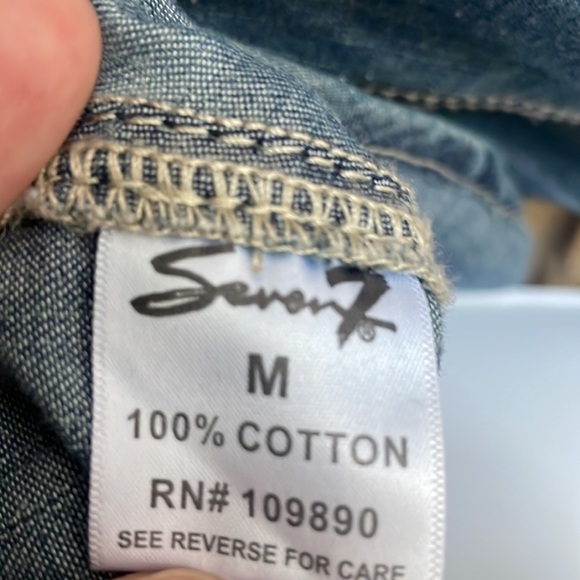 Seven7®
M
100% COTTON
RN# 109890
SEE REVERSE FOR CARE